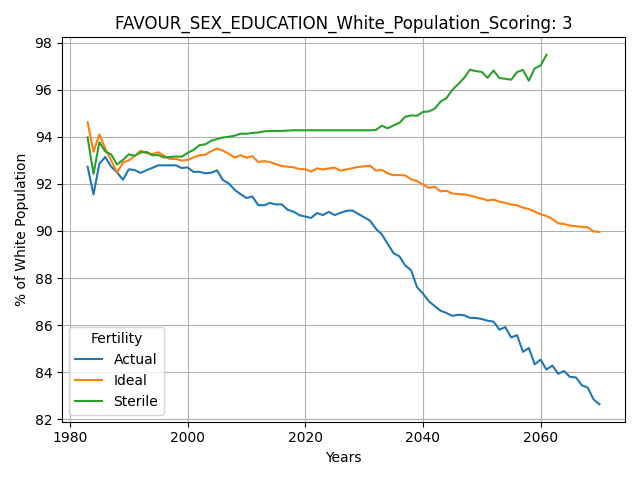 FAVOUR_SEX_EDUCATION_White_Population_Scoring: 3
98
96
94
92
90
88
86
84
82
% of White Population
Fertility
Actual
Ideal
Sterile
1980
2000
2020
2040
2060
Years